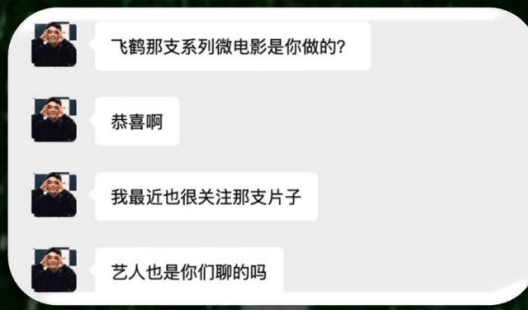 飞鹤那支系列微电影是你做的？
恭喜啊
我最近也很关注那支片子
艺人也是你们聊的吗